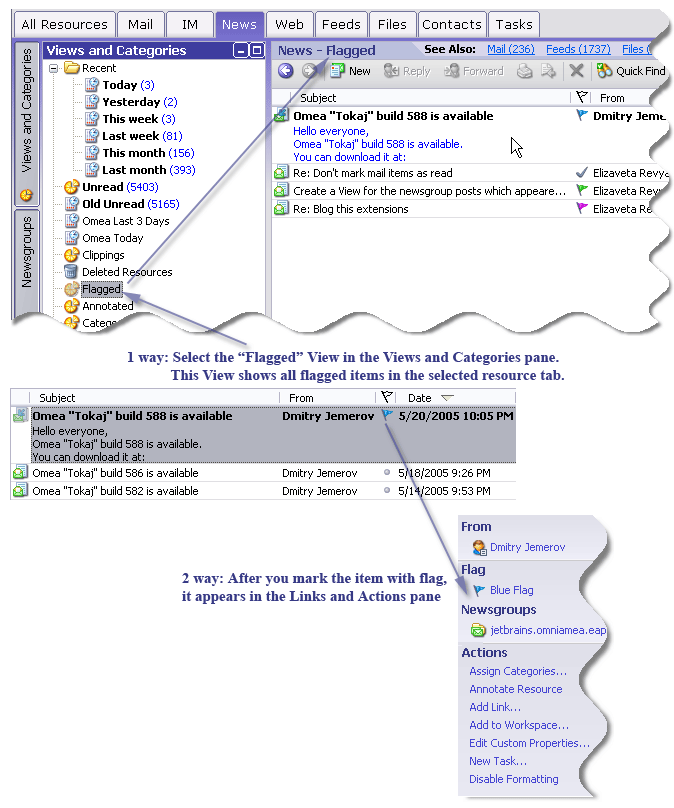 All Resources Mail IM News Web Feeds Files Contacts Tasks
Views and Categories
Newsgroups
Views and Categories
Recent
Today (3)
Yesterday (2)
This week (3)
Last week (81)
This month (156)
Last month (393)
Unread (5403)
Old Unread (5165)
Omea Last 3 Days
Omea Today
Clippings
Deleted Resources
Flagged
Annotated
News - Flagged See Also: Mail (236) Feeds (1737) Files
New Reply Forward Quick Find
Subject From
Omea "Tokaj" build 588 is available Dmitry
Hello everyone,
Omea "Tokaj" build 588 is available.
You can download it at:
Re: Don't mark mail items as read Elizaveta
Create a View for the newsgroup posts which appeare... Elizaveta
Re: Blog this extensions Elizaveta
1 way: Select the “Flagged” View in the Views and Categories pane.
This View shows all flagged items in the selected resource tab.
Subject From Date
Omea "Tokaj" build 588 is available Dmitry Jemerov 5/20/2005 10:05 PM
Hello everyone,
Omea "Tokaj" build 588 is available.
You can download it at:
Omea "Tokaj" build 586 is available Dmitry Jemerov 5/18/2005 9:26 PM
Omea "Tokaj" build 582 is available Dmitry Jemerov 5/14/2005 9:53 PM
2 way: After you mark the item with flag,
it appears in the Links and Actions pane
From
Dmitry Jemerov
Flag
Blue Flag
Newsgroups
jetbrains.omniamea.eap
Actions
Assign Categories...
Annotate Resource
Add Link...
Add to Workspace...
Edit Custom Properties...
New Task...
Disable Formatting